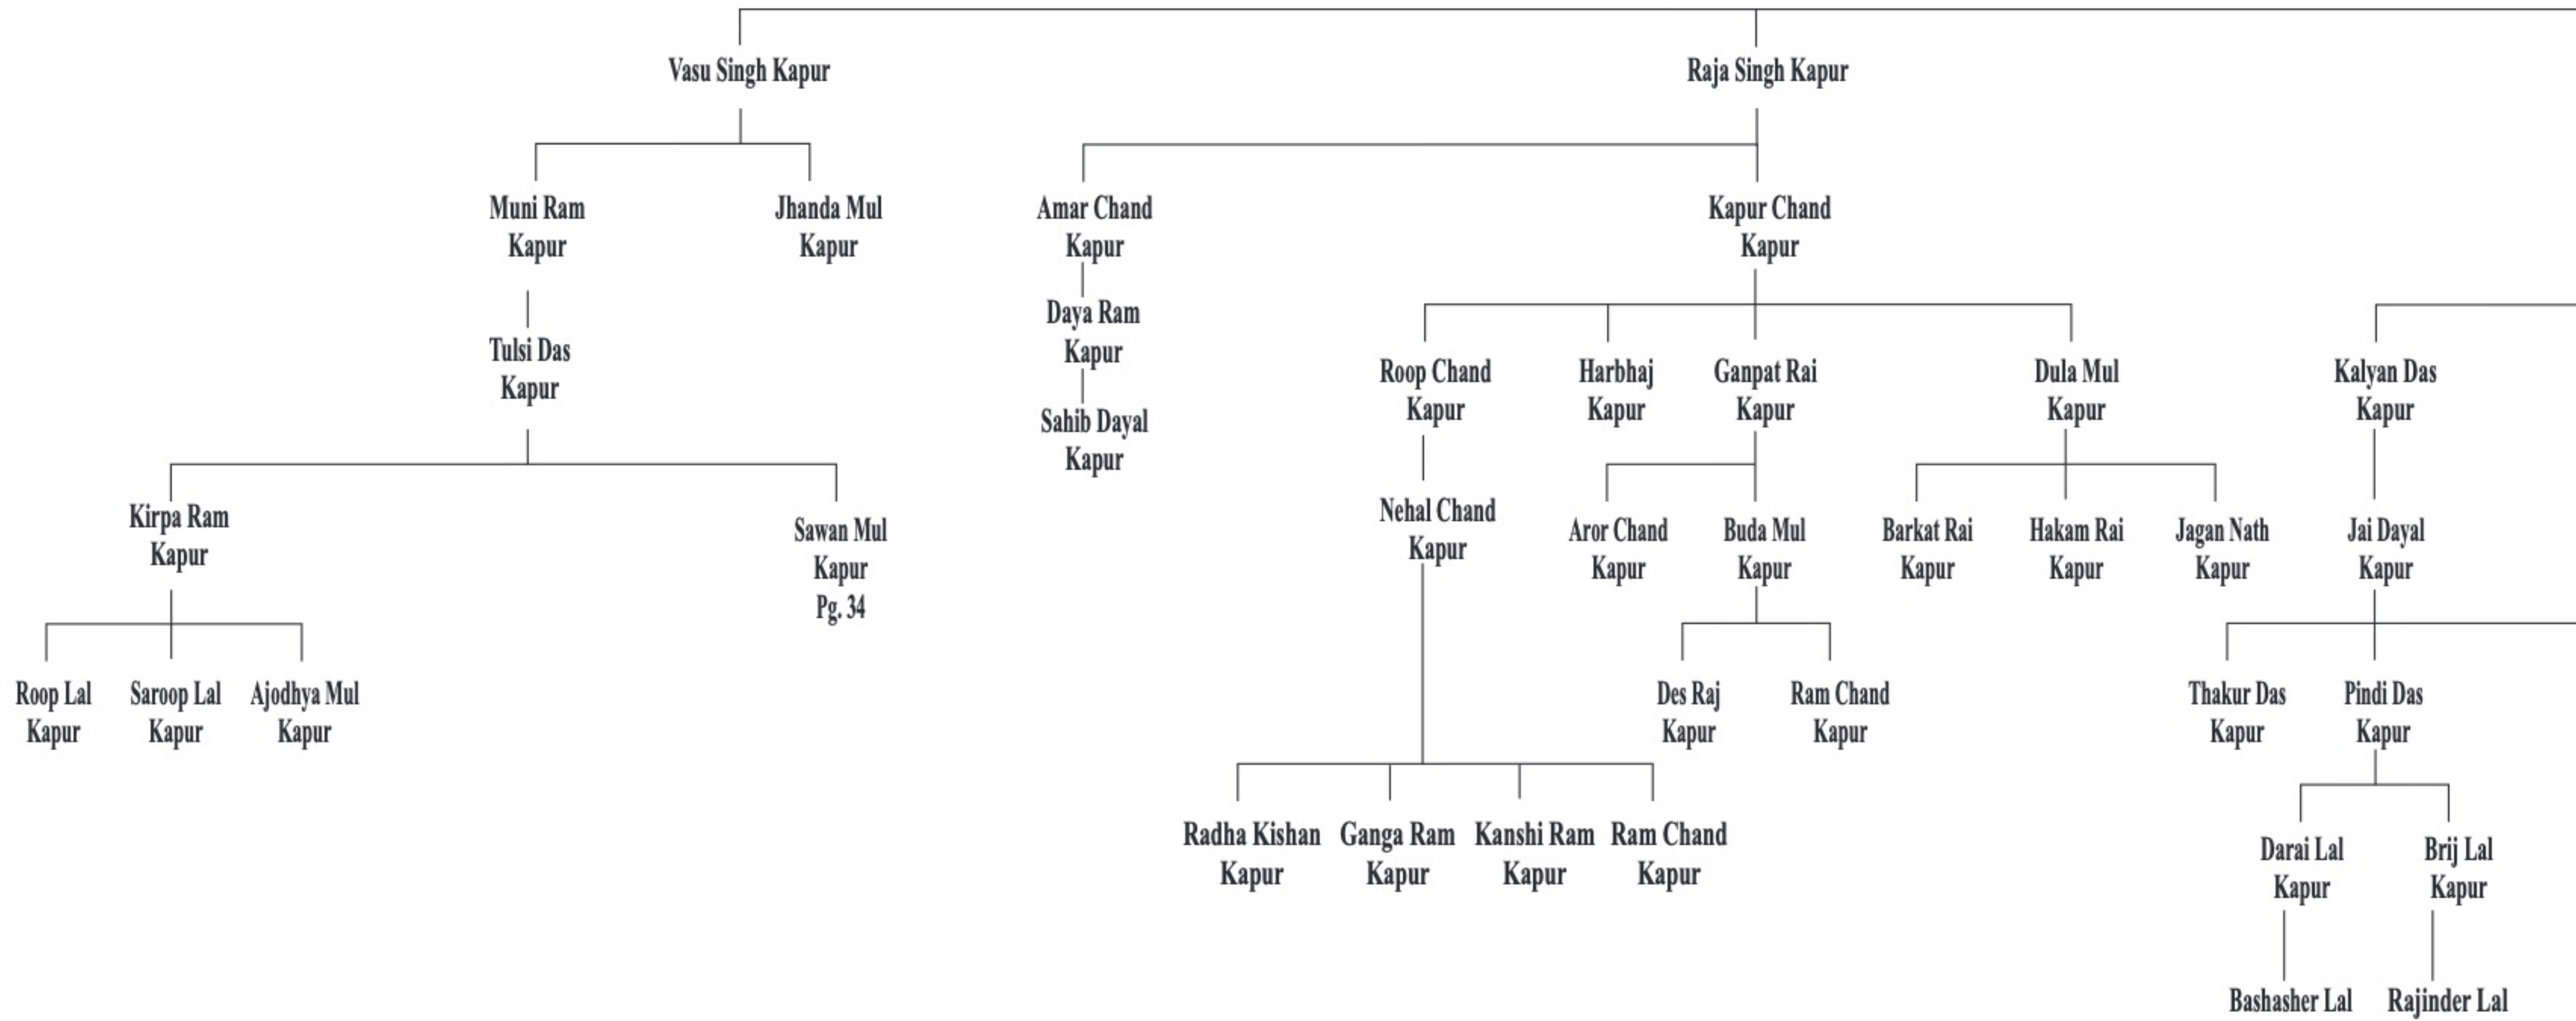 Vasu Singh Kapur
Raja Singh Kapur
Muni Ram
Kapur
Jhanda Mul
Kapur
Amar Chand
Kapur
Kapur Chand
Kapur
Daya Ram
Kapur
Tulsi Das
Kapur
Roop Chand
Kapur
Harbhaj
Kapur
Ganpat Rai
Kapur
Dula Mul
Kapur
Kalyan Das
Kapur
Sahib Dayal
Kapur
Kirpa Ram
Kapur
Sawan Mul
Kapur
Pg. 34
Nehal Chand
Kapur
Aror Chand
Kapur
Buda Mul
Kapur
Barkat Rai
Kapur
Hakam Rai
Kapur
Jagan Nath
Kapur
Jai Dayal
Kapur
Roop Lal
Kapur
Saroop Lal
Kapur
Ajodhya Mul
Kapur
Des Raj
Kapur
Ram Chand
Kapur
Thakur Das
Kapur
Pindi Das
Kapur
Radha Kishan
Kapur
Ganga Ram
Kapur
Kanshi Ram
Kapur
Ram Chand
Kapur
Darai Lal
Kapur
Brij Lal
Kapur
Bashasher Lal
Rajinder Lal